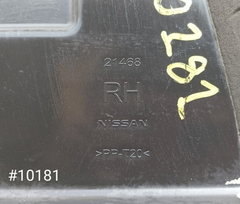 21468
RH
NISSAN
>PP-T20<
#10181